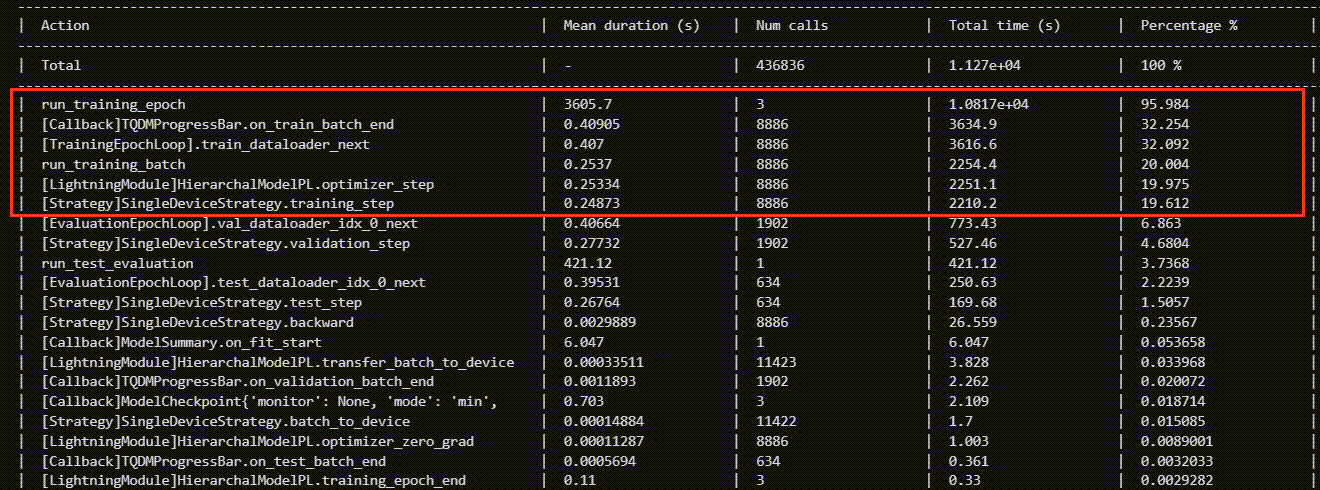 | Action | Mean duration (s) | Num calls | Total time (s) | Percentage % |
| Total | - | 436836 | 1.127e+04 | 100 % |
| run_training_epoch | 3605.7 | 3 | 1.0817e+04 | 95.984 |
| [Callback]TQDMProgressBar.on_train_batch_end | 0.40905 | 8886 | 3634.9 | 32.254 |
| [TrainingEpochLoop].train_dataloader_next | 0.407 | 8886 | 3616.6 | 32.092 |
| run_training_batch | 0.2537 | 8886 | 2254.4 | 20.004 |
| [LightningModule]HierarchalModelPL.optimizer_step | 0.25334 | 8886 | 2251.1 | 19.975 |
| [Strategy]SingleDeviceStrategy.training_step | 0.24873 | 8886 | 2210.2 | 19.612 |
| [EvaluationEpochLoop].val_dataloader_idx_0_next | 0.40664 | 1902 | 773.43 | 6.863 |
| [Strategy]SingleDeviceStrategy.validation_step | 0.27732 | 1902 | 527.46 | 4.6804 |
| run_test_evaluation | 421.12 | 1 | 421.12 | 3.7368 |
| [EvaluationEpochLoop].test_dataloader_idx_0_next | 0.39531 | 634 | 250.63 | 2.2239 |
| [Strategy]SingleDeviceStrategy.test_step | 0.26764 | 634 | 169.68 | 1.5057 |
| [Strategy]SingleDeviceStrategy.backward | 0.0029889 | 8886 | 26.559 | 0.23567 |
| [Callback]ModelSummary.on_fit_start | 6.047 | 1 | 6.047 | 0.053658 |
| [LightningModule]HierarchalModelPL.transfer_batch_to_device | 0.00033511 | 11423 | 3.828 | 0.033968 |
| [Callback]TQDMProgressBar.on_validation_batch_end | 0.0011893 | 1902 | 2.262 | 0.020072 |
| [Callback]ModelCheckpoint{'monitor': None, 'mode': 'min', | 0.703 | 3 | 2.109 | 0.018714 |
| [Strategy]SingleDeviceStrategy.batch_to_device | 0.00014884 | 11422 | 1.7 | 0.015085 |
| [LightningModule]HierarchalModelPL.optimizer_zero_grad | 0.00011287 | 8886 | 1.003 | 0.0089001 |
| [Callback]TQDMProgressBar.on_test_batch_end | 0.0005694 | 634 | 0.361 | 0.0032033 |
| [LightningModule]HierarchalModelPL.training_epoch_end | 0.11 | 3 | 0.33 | 0.0029282 |